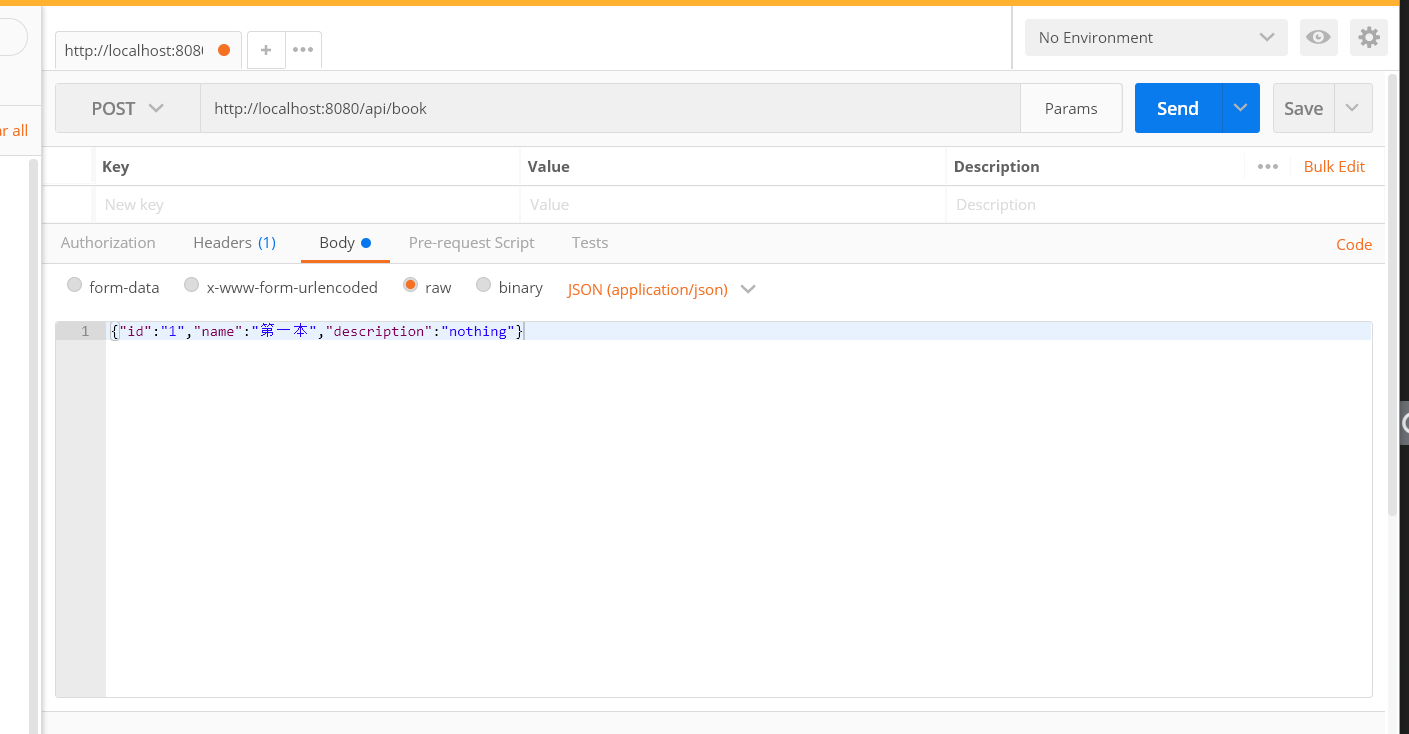 http://localhost:808
No Environment
POST
http://localhost:8080/api/book
Params
Send
Save
r all
Key
Value
Description
Bulk Edit
New key
Value
Description
Authorization
Headers (1)
Body
Pre-request Script
Tests
Code
form-data
x-www-form-urlencoded
raw
binary
JSON (application/json)
1
{"id":"1","name":"第一本","description":"nothing"}